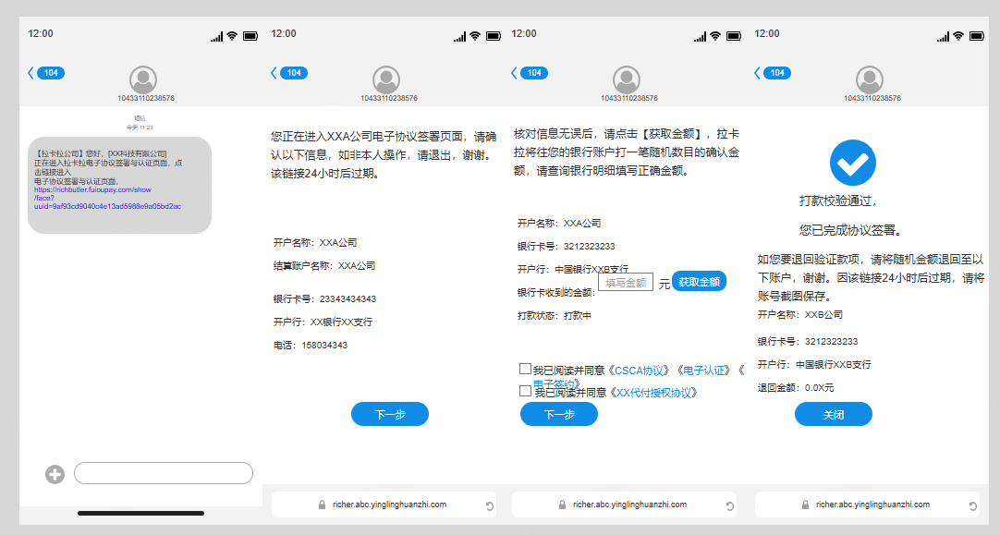 12:00
104
10433110238576
短信
今天 11:23
【拉卡拉公司】您好，[XX科技有限公司]
正在进入拉卡拉电子协议签署与认证页面，点
击链接进入
电子协议签署与认证页面，
https://richbutler.fuioupay.com/show
/face?
uuid=9af93cd9040c4e13ad5988e9a05bd2ac
12:00
104
10433110238576
您正在进入XXA公司电子协议签署页面，请确
认以下信息，如非本人操作，请退出，谢谢。
该链接24小时后过期。
开户名称：XXA公司
结算账户名称：XXA公司
银行卡号：23343434343
开户行：XX银行XX支行
电话：158034343
下一步
richer.abc.yinglinghuanzhi.com
12:00
104
10433110238576
核对信息无误后，请点击【获取金额】，拉卡
拉将往您的银行账户打一笔随机数目的确认金
额，请查询银行明细填写正确金额。
开户名称：XXA公司
银行卡号：3212323233
开户行：中国银行XXB支行
银行卡收到的金额：填写金额 元 获取金额
打款状态：打款中
我已阅读并同意《CSCA协议》《电子认证》《
电子签约》
我已阅读并同意《XX代付授权协议》
下一步
richer.abc.yinglinghuanzhi.com
12:00
104
10433110238576
打款校验通过，
您已完成协议签署。
如您要退回验证款项，请将随机金额退回至以
下账户，谢谢。因该链接24小时后过期，请将
账号截图保存。
开户名称：XXB公司
银行卡号：3212323233
开户行：中国银行XXB支行
退回金额：0.0X元
关闭
richer.abc.yinglinghuanzhi.com